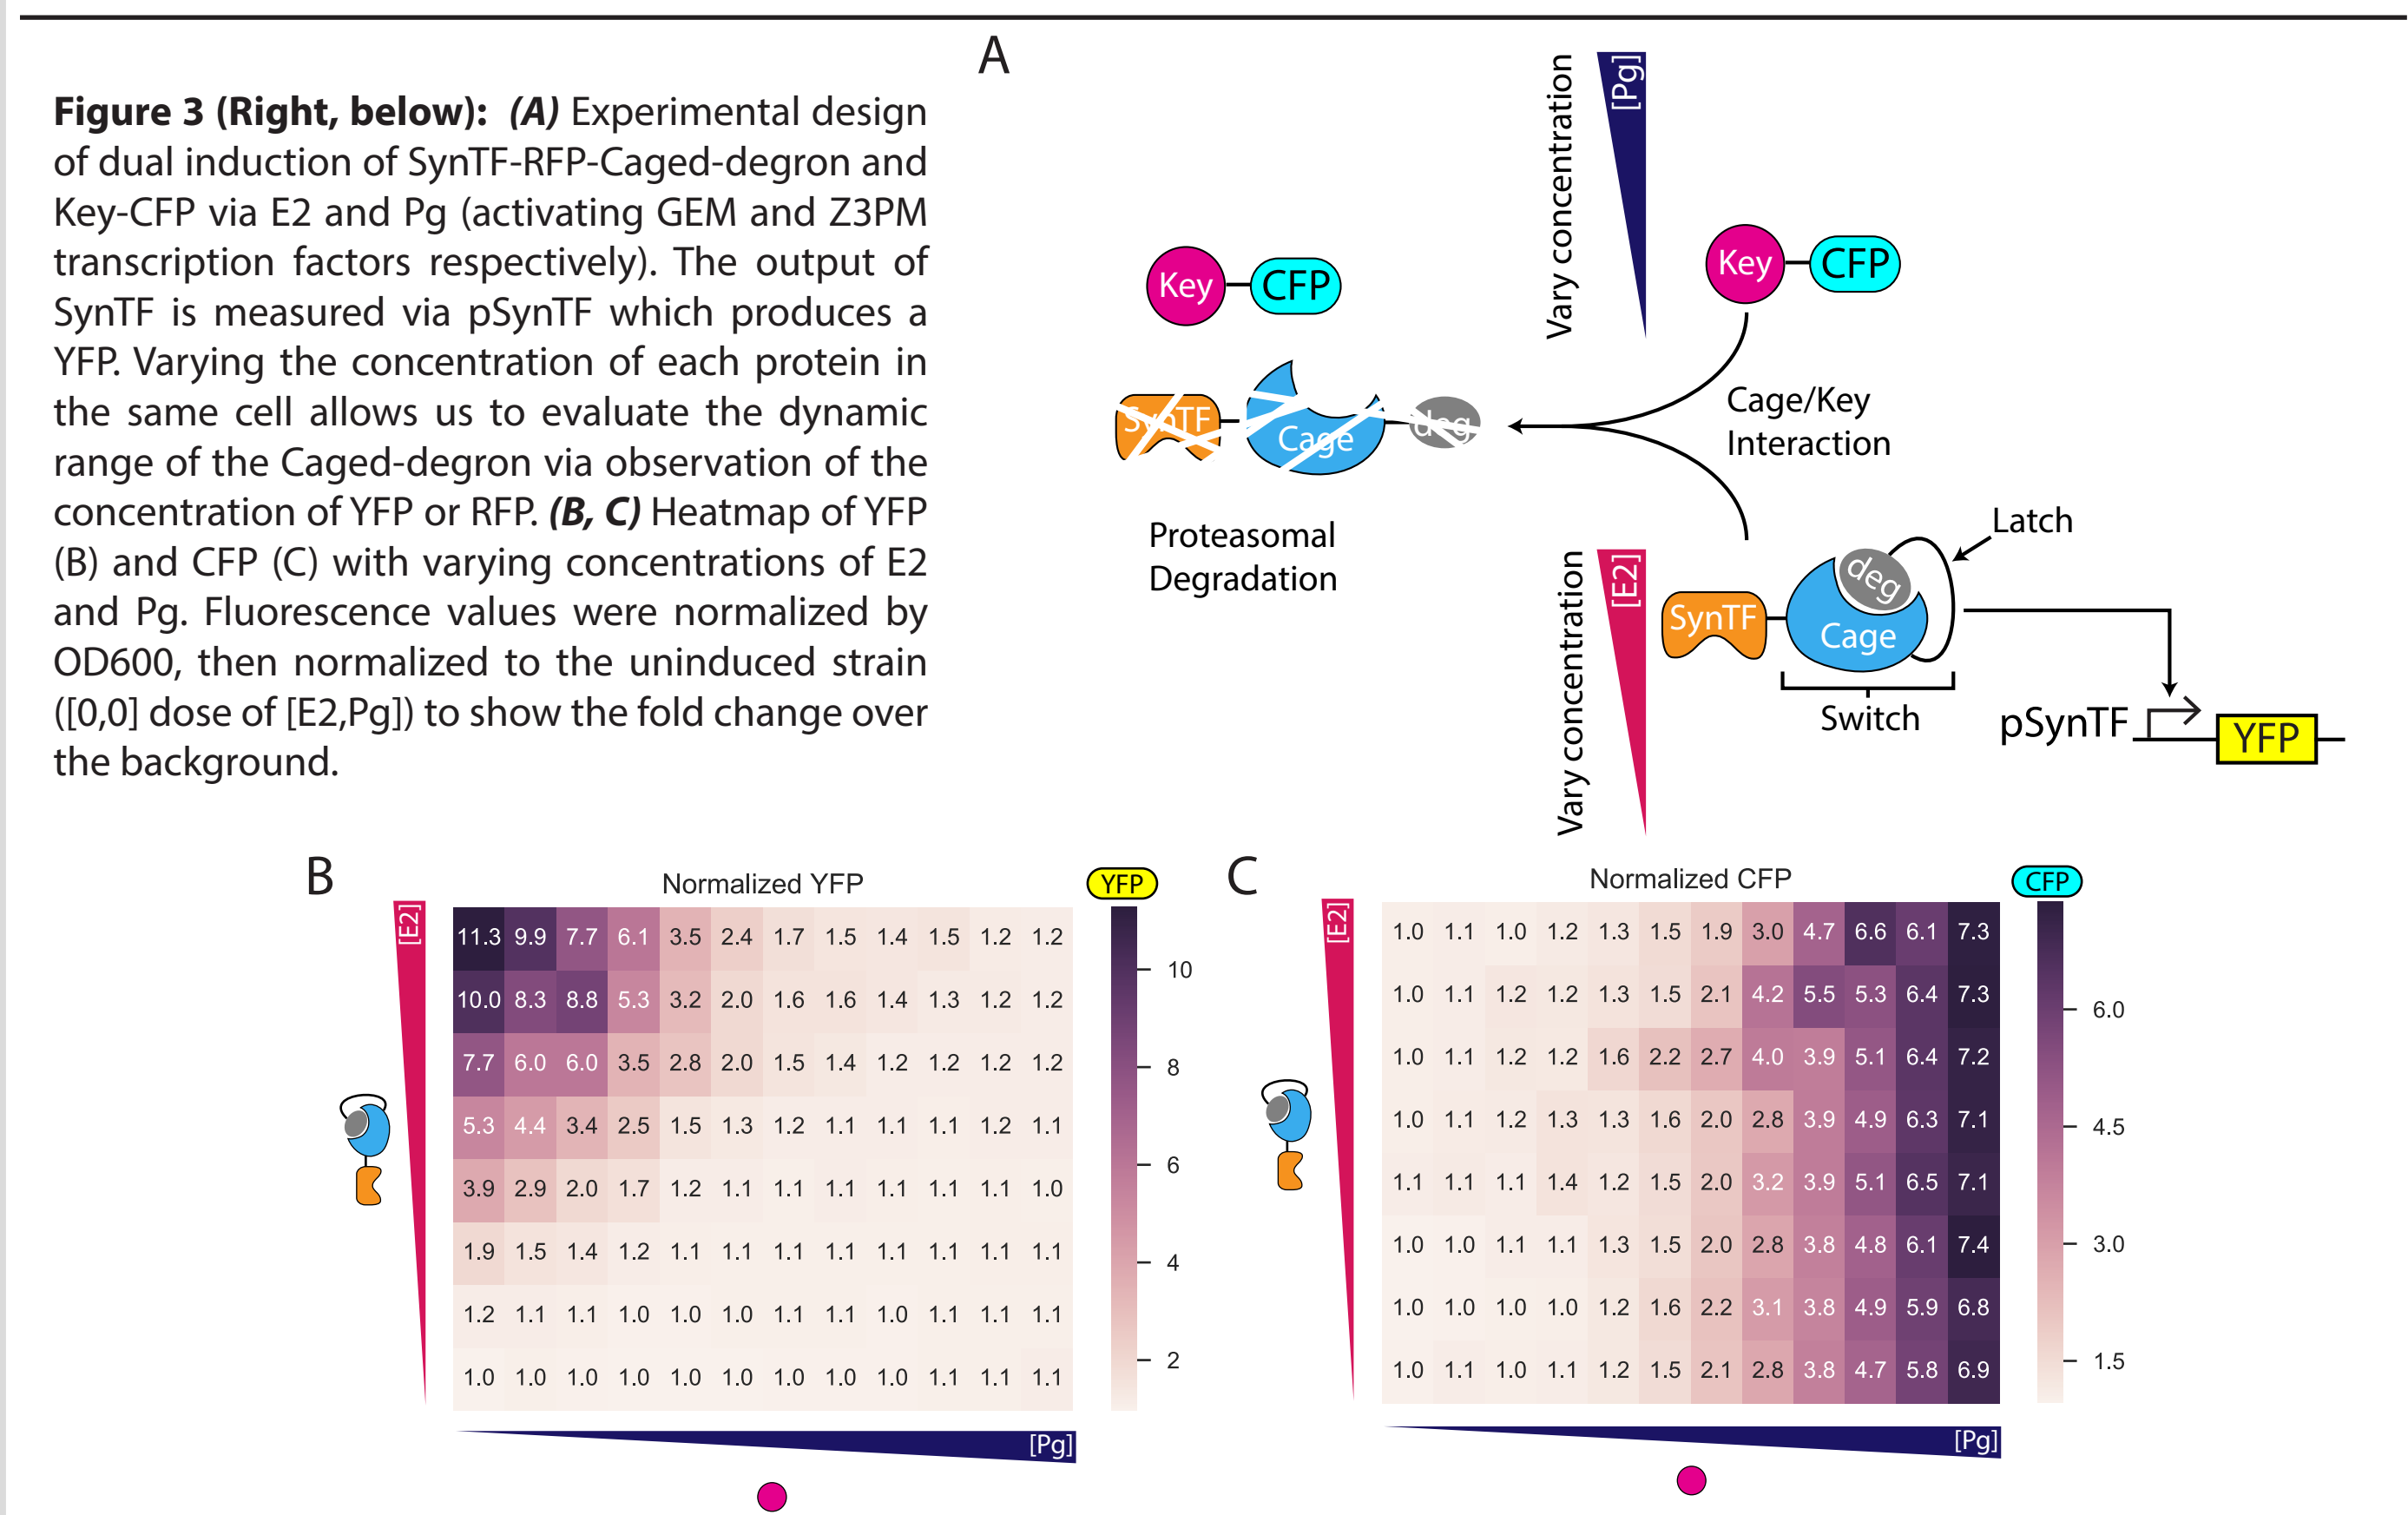 Figure 3 (Right, below): (A) Experimental design
of dual induction of SynTF-RFP-Caged-degron and
Key-CFP via E2 and Pg (activating GEM and Z3PM
transcription factors respectively). The output of
SynTF is measured via pSynTF which produces a
YFP. Varying the concentration of each protein in
the same cell allows us to evaluate the dynamic
range of the Caged-degron via observation of the
concentration of YFP or RFP. (B, C) Heatmap of YFP
(B) and CFP (C) with varying concentrations of E2
and Pg. Fluorescence values were normalized by
OD600, then normalized to the uninduced strain
([0,0] dose of [E2,Pg]) to show the fold change over
the background.
A
Vary concentration
[Pg]
Key CFP
Key CFP
SynTF Cage deg
Cage/Key
Interaction
Proteasomal
Degradation
Vary concentration
[E2]
Latch
deg
SynTF
Cage
Switch
pSynTF
YFP
B
Normalized YFP
YFP
[E2]
11.3 9.9 7.7 6.1 3.5 2.4 1.7 1.5 1.4 1.5 1.2 1.2
10.0 8.3 8.8 5.3 3.2 2.0 1.6 1.6 1.4 1.3 1.2 1.2
7.7 6.0 6.0 3.5 2.8 2.0 1.5 1.4 1.2 1.2 1.2 1.2
5.3 4.4 3.4 2.5 1.5 1.3 1.2 1.1 1.1 1.1 1.2 1.1
3.9 2.9 2.0 1.7 1.2 1.1 1.1 1.1 1.1 1.1 1.1 1.0
1.9 1.5 1.4 1.2 1.1 1.1 1.1 1.1 1.1 1.1 1.1 1.1
1.2 1.1 1.1 1.0 1.0 1.0 1.1 1.1 1.0 1.1 1.1 1.1
1.0 1.0 1.0 1.0 1.0 1.0 1.0 1.0 1.0 1.1 1.1 1.1
10
8
6
4
2
[Pg]
C
Normalized CFP
CFP
[E2]
1.0 1.1 1.0 1.2 1.3 1.5 1.9 3.0 4.7 6.6 6.1 7.3
1.0 1.1 1.2 1.2 1.3 1.5 2.1 4.2 5.5 5.3 6.4 7.3
1.0 1.1 1.2 1.2 1.6 2.2 2.7 4.0 3.9 5.1 6.4 7.2
1.0 1.1 1.2 1.3 1.3 1.6 2.0 2.8 3.9 4.9 6.3 7.1
1.1 1.1 1.1 1.4 1.2 1.5 2.0 3.2 3.9 5.1 6.5 7.1
1.0 1.0 1.1 1.1 1.3 1.5 2.0 2.8 3.8 4.8 6.1 7.4
1.0 1.0 1.0 1.0 1.2 1.6 2.2 3.1 3.8 4.9 5.9 6.8
1.0 1.1 1.0 1.1 1.2 1.5 2.1 2.8 3.8 4.7 5.8 6.9
6.0
4.5
3.0
1.5
[Pg]